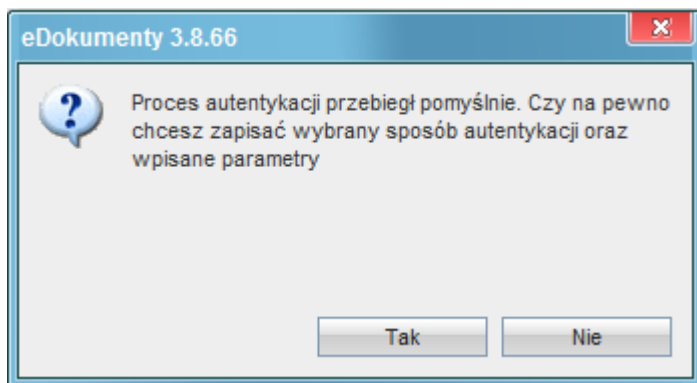 eDokumenty 3.8.66
Proces autentykacji przebiegł pomyślnie. Czy na pewno
chcesz zapisać wybrany sposób autentykacji oraz
wpisane parametry
Tak
Nie